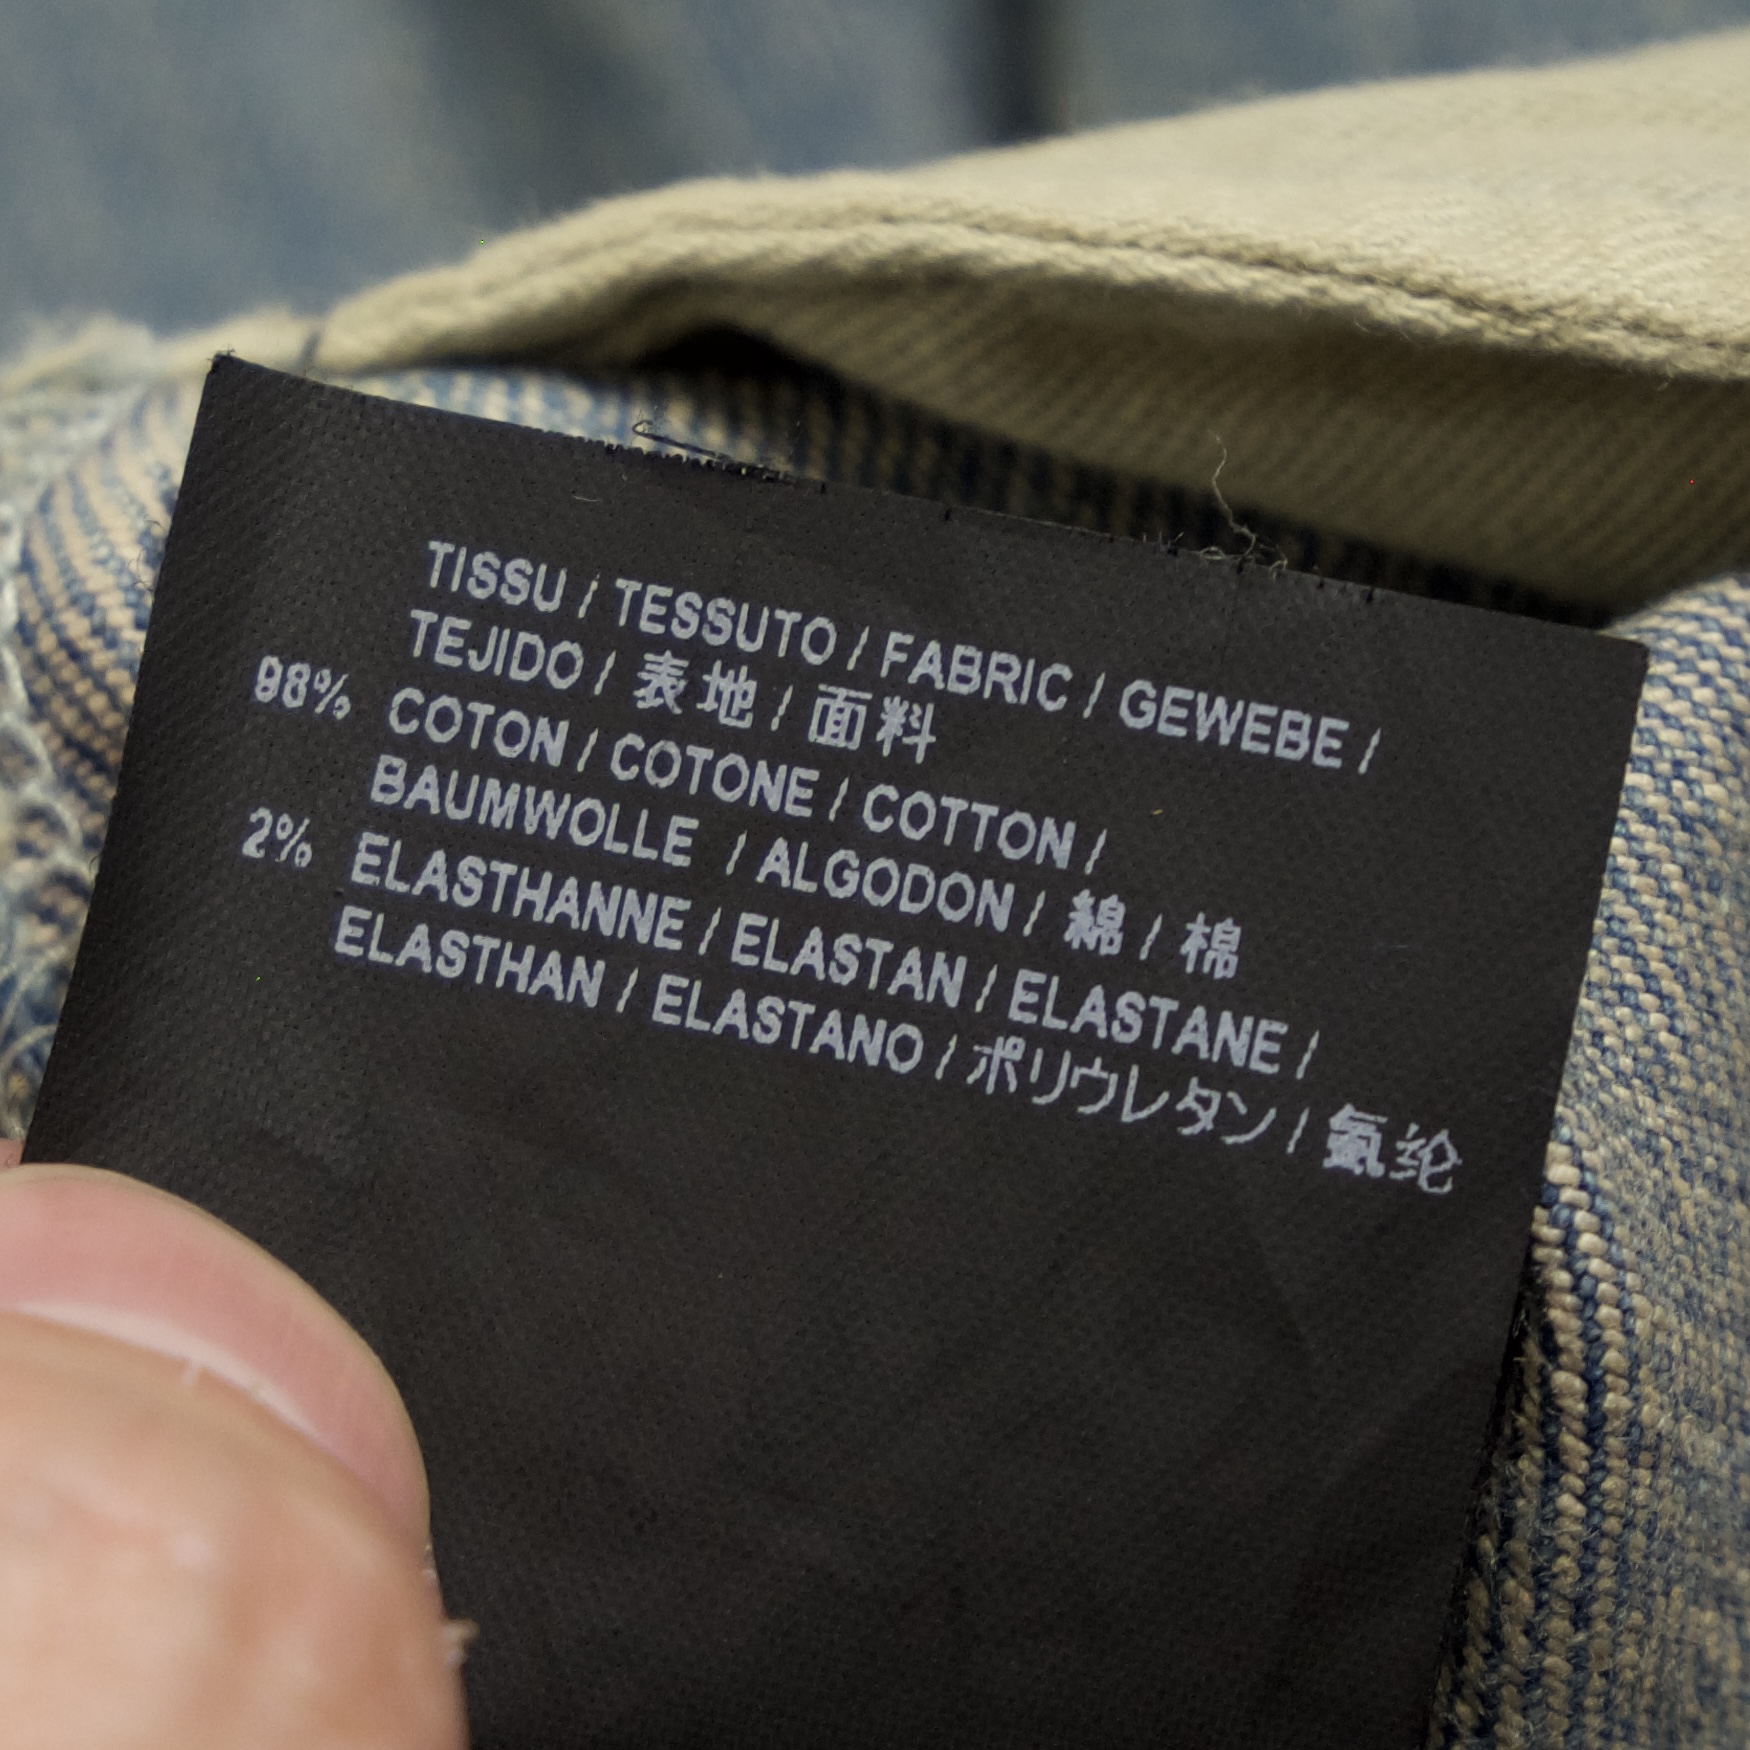 TISSU / TESSUTO / FABRIC / GEWEBE /
TEJIDO / 表地 / 面料
98% COTON / COTONE / COTTON /
BAUMWOLLE / ALGODON / 綿 / 棉
2% ELASTHANNE / ELASTAN / ELASTANE /
ELASTHAN / ELASTANO / ポリウレタン / 氨纶